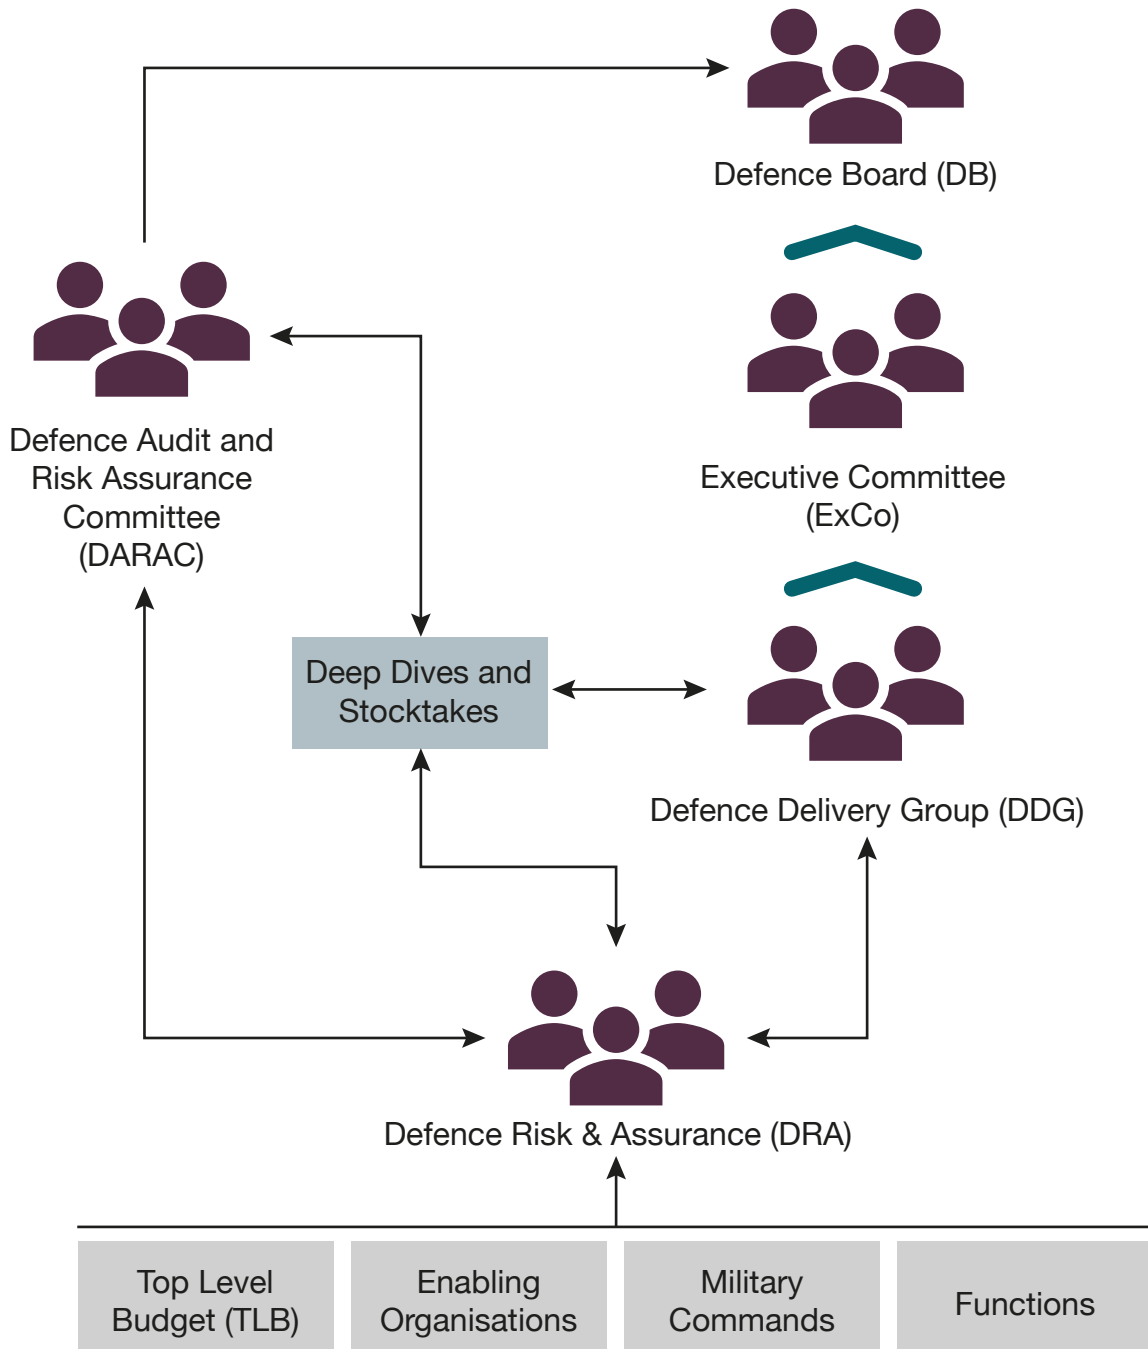 Defence Board (DB)
Defence Audit and
Risk Assurance
Committee
(DARAC)
Executive Committee
(ExCo)
Deep Dives and
Stocktakes
Defence Delivery Group (DDG)
Defence Risk & Assurance (DRA)
Top Level
Budget (TLB)
Enabling
Organisations
Military
Commands
Functions